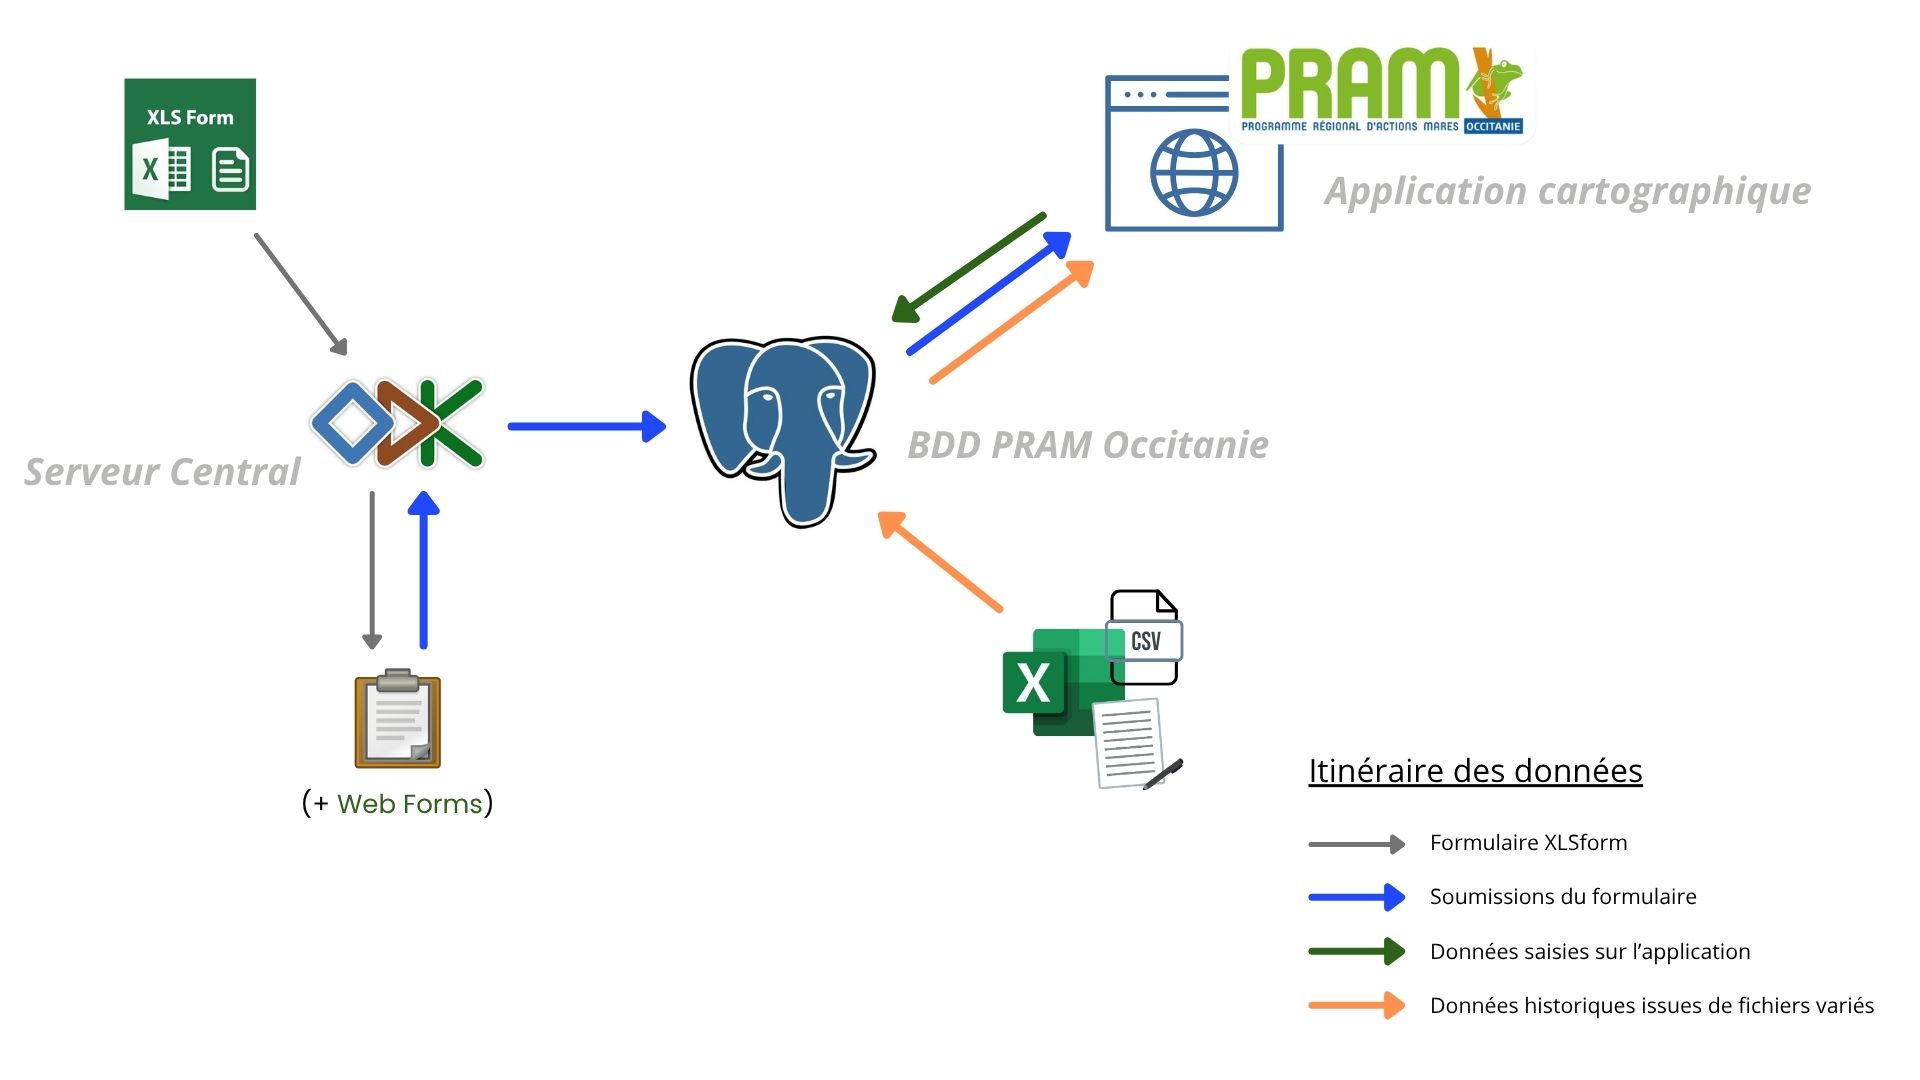 XLS Form
X
PRAM
PROGRAMME RÉGIONAL D'ACTIONS MARES OCCITANIE
Application cartographique
Serveur Central
BDD PRAM Occitanie
CSV
X
(+ Web Forms)
Itinéraire des données
Formulaire XLSform
Soumissions du formulaire
Données saisies sur l’application
Données historiques issues de fichiers variés